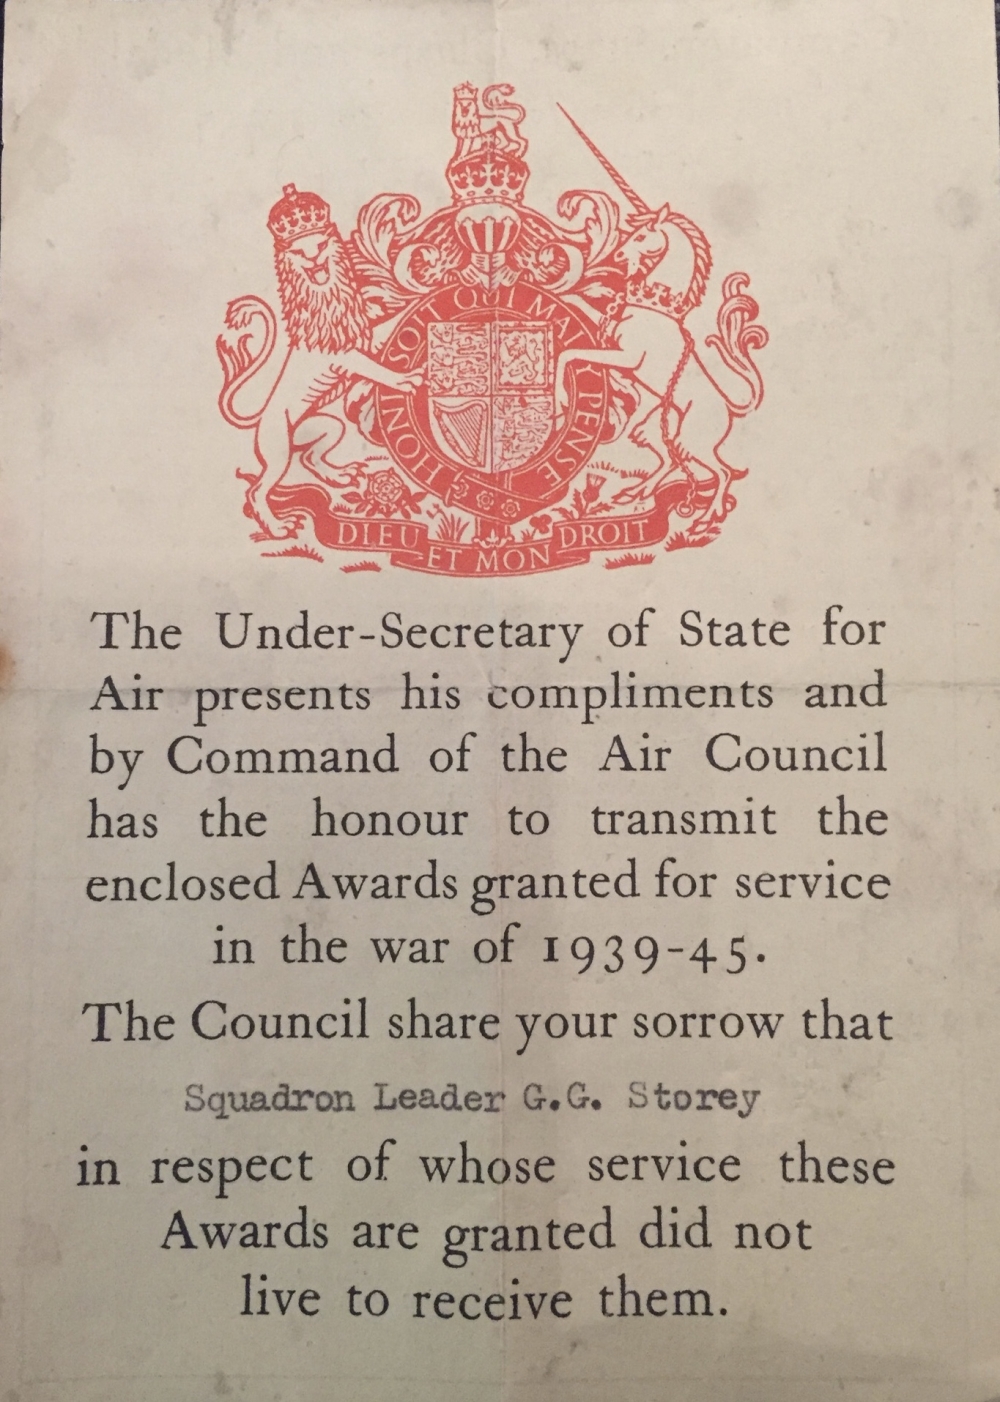 HONI SOIT QUI MAL Y PENSE
DIEU ET MON DROIT
The Under-Secretary of State for
Air presents his compliments and
by Command of the Air Council
has the honour to transmit the
enclosed Awards granted for service
in the war of 1939-45.
The Council share your sorrow that
Squadron Leader G.G. Storey
in respect of whose service these
Awards are granted did not
live to receive them.